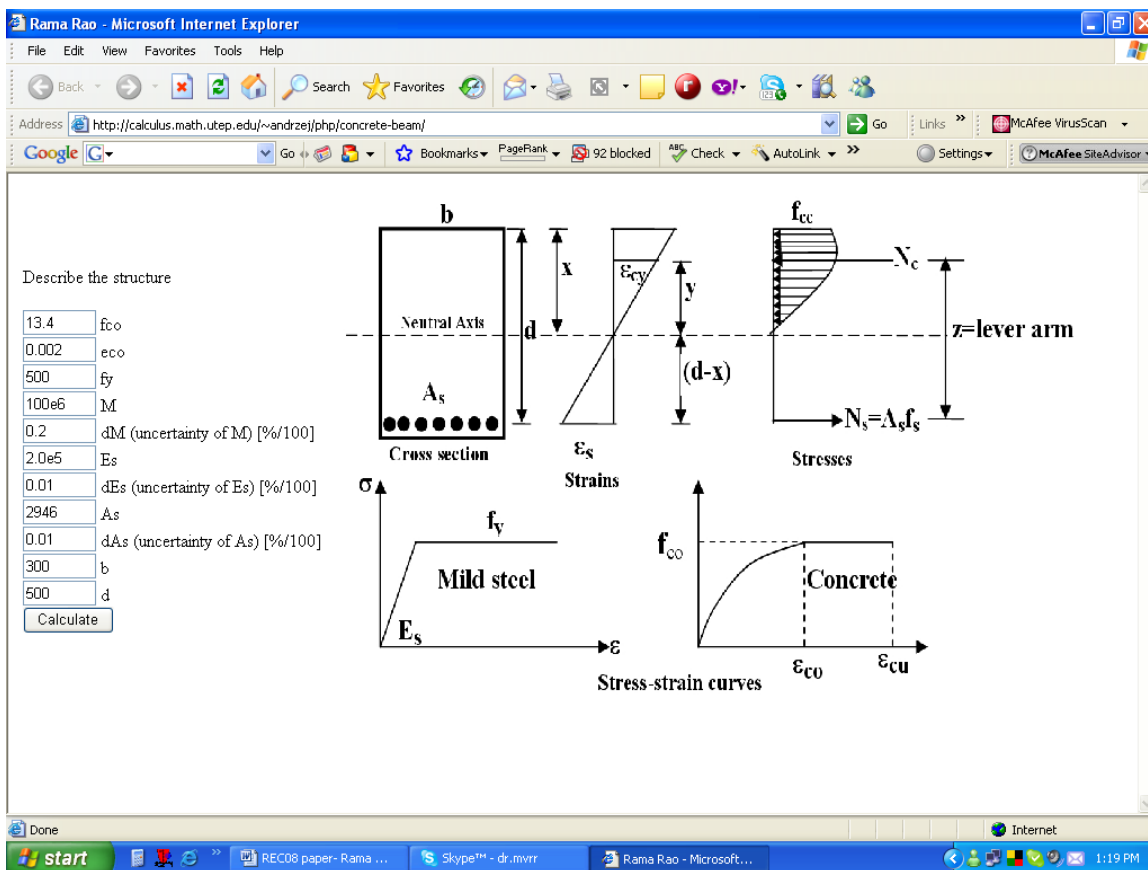 Rama Rao - Microsoft Internet Explorer
File Edit View Favorites Tools Help
Back Search Favorites
Address http://calculus.math.utep.edu/~andrzej/php/concrete-beam/ Go Links » McAfee VirusScan
Google G Go Bookmarks PageRank 92 blocked ABC Check AutoLink » Settings McAfee SiteAdvisor
Describe the structure
13.4 fco
0.002 eco
500 fy
100e6 M
0.2 dM (uncertainty of M) [%/100]
2.0e5 Es
0.01 dEs (uncertainty of Es) [%/100]
2946 As
0.01 dAs (uncertainty of As) [%/100]
300 b
500 d
Calculate
b
x
d
Neutral Axis
As
Cross section
εcy
y
(d-x)
εs
Strains
fcc
Nc
z=lever arm
Ns=Asfs
Stresses
σ
fy
Mild steel
Es
ε
fco
Concrete
εco
εcu
Stress-strain curves
Done Internet
start » REC08 paper- Rama ... Skype™ - dr.mvrr Rama Rao - Microsoft... 1:19 PM